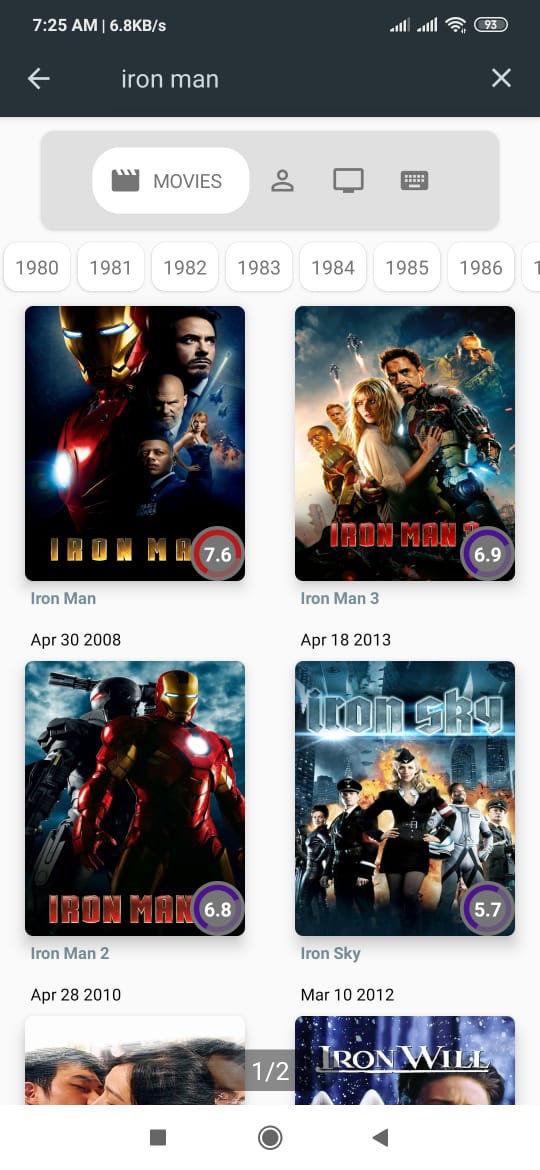 7:25 AM | 6.8KB/s
93
iron man
MOVIES
1980 1981 1982 1983 1984 1985 1986
IRON MA
7.6
IRON MAN 3
6.9
Iron Man
Iron Man 3
Apr 30 2008
Apr 18 2013
IRON MAN
6.8
iron sky
5.7
Iron Man 2
Iron Sky
Apr 28 2010
Mar 10 2012
1/2
IRON WILL